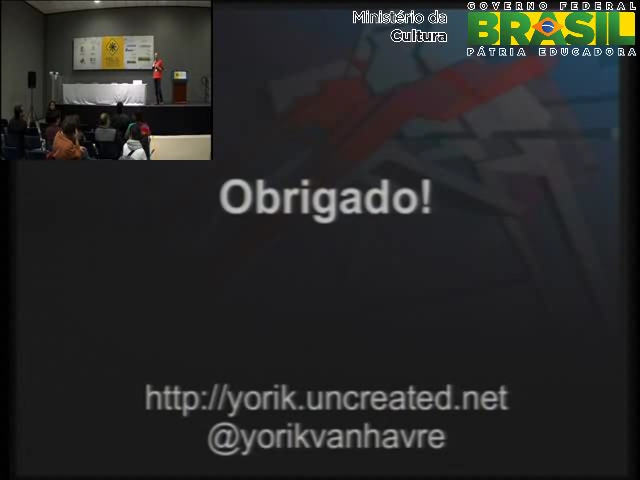 Ministério da
Cultura
GOVERNO FEDERAL
BRASIL
PÁTRIA EDUCADORA
Obrigado!
http://yorik.uncreated.net
@yorikvanhavre